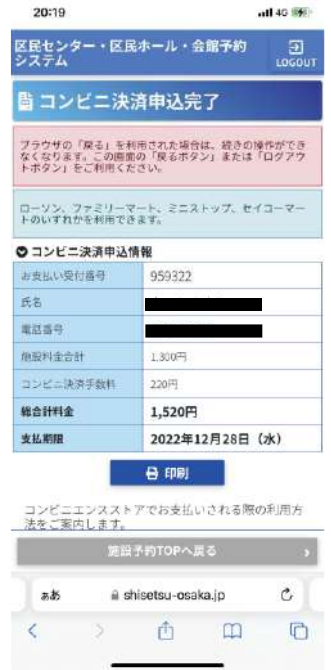 20:19
4G
区民センター・区民ホール・会館予約
システム
LOGOUT
コンビニ決済申込完了
ブラウザの「戻る」を利用された場合は、続きの操作ができ
なくなります。この画面の「戻るボタン」または「ログアウ
トボタン」をご利用ください。
ローソン、ファミリーマート、ミニストップ、セイコーマー
トのいずれかを利用できます。
コンビニ決済申込情報
お支払い受付番号 959322
氏名
電話番号
施設料金合計 1,300円
コンビニ決済手数料 220円
総合計料金 1,520円
支払期限 2022年12月28日（水）
印刷
コンビニエンスストアでお支払いされる際の利用方
法をご案内します。
施設予約TOPへ戻る
ぁあ shisetsu-osaka.jp